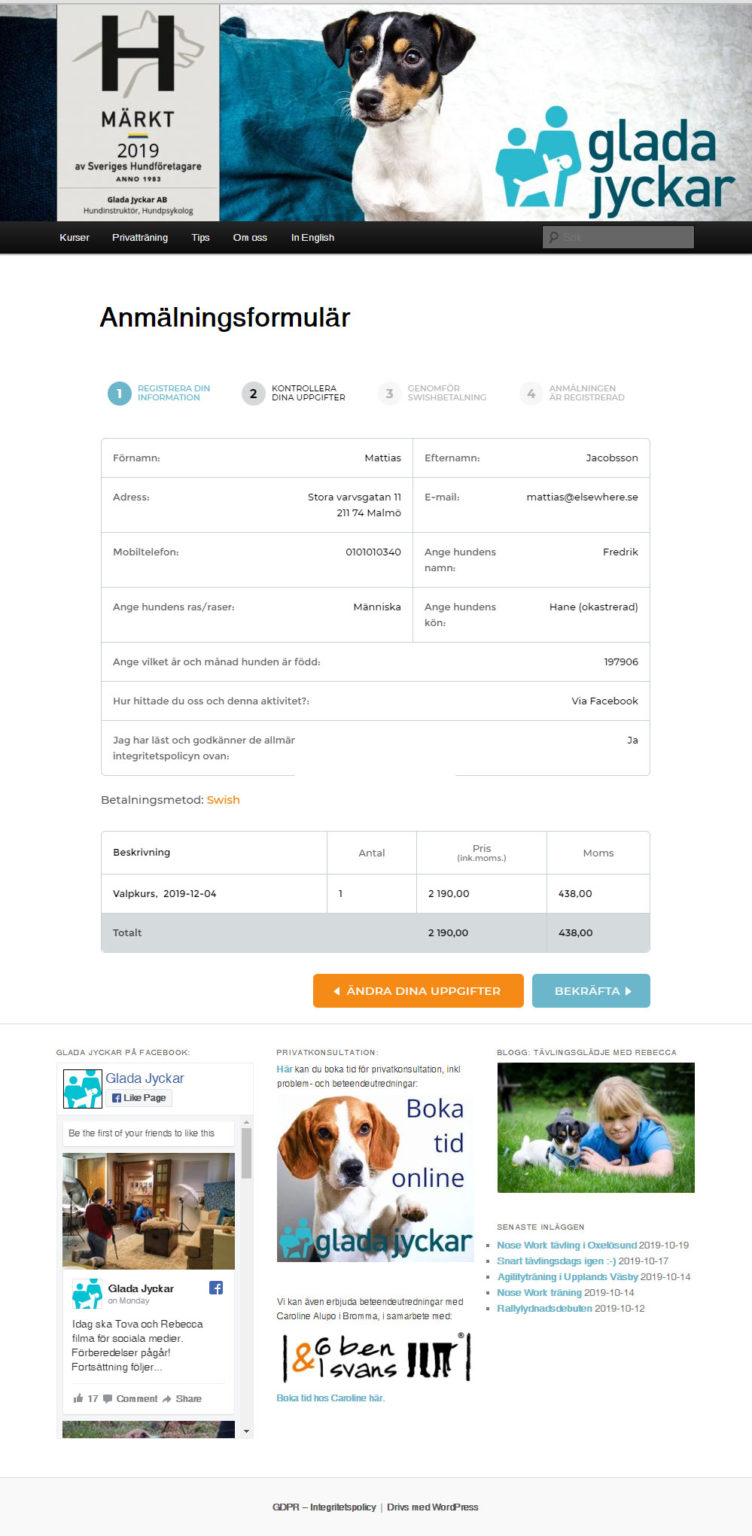 H
MÄRKT
2019
av Sveriges Hundföretagare
ANNO 1983
Glada Jyckar AB
Hundinstruktör, Hundpsykolog
glada
jyckar
Kurser Privatträning Tips Om oss In English Sök
Anmälningsformulär
1 REGISTRERA DIN
INFORMATION
2 KONTROLLERA
DINA UPPGIFTER
3 GENOMFÖR
SWISHBETALNING
4 ANMÄLNINGEN
ÄR REGISTRERAD
Förnamn: Mattias
Efternamn: Jacobsson
Adress: Stora varvsgatan 11
211 74 Malmö
E-mail: mattias@elsewhere.se
Mobiltelefon: 0101010340
Ange hundens Fredrik
namn:
Ange hundens ras/raser: Människa
Ange hundens Hane (okastrerad)
kön:
Ange vilket år och månad hunden är född: 197906
Hur hittade du oss och denna aktivitet?: Via Facebook
Jag har läst och godkänner de allmär Ja
integritetspolicyn ovan:
Betalningsmetod: Swish
Beskrivning Antal Pris Moms
(ink.moms.)
Valpkurs, 2019-12-04 1 2 190,00 438,00
Totalt 2 190,00 438,00
ÄNDRA DINA UPPGIFTER BEKRÄFTA
GLADA JYCKAR PÅ FACEBOOK:
Glada Jyckar
Like Page
Be the first of your friends to like this
Glada Jyckar
on Monday
Idag ska Tova och Rebecca
filma för sociala medier.
Förberedelser pågår!
Fortsättning följer...
17 Comment Share
PRIVATKONSULTATION:
Här kan du boka tid för privatkonsultation, inkl
problem- och beteendeutredningar:
Boka
tid
online
glada jyckar
Vi kan även erbjuda beteendeutredningar med
Caroline Alupo i Bromma, i samarbete med:
6 ben
& 1 svans ®
Boka tid hos Caroline här.
BLOGG: TÄVLINGSGLÄDJE MED REBECCA
SENASTE INLÄGGEN
Nose Work tävling i Oxelösund 2019-10-19
Snart tävlingsdags igen :-) 2019-10-17
Agilityträning i Upplands Väsby 2019-10-14
Nose Work träning 2019-10-14
Rallylydnadsdebuten 2019-10-12
GDPR – Integritetspolicy | Drivs med WordPress